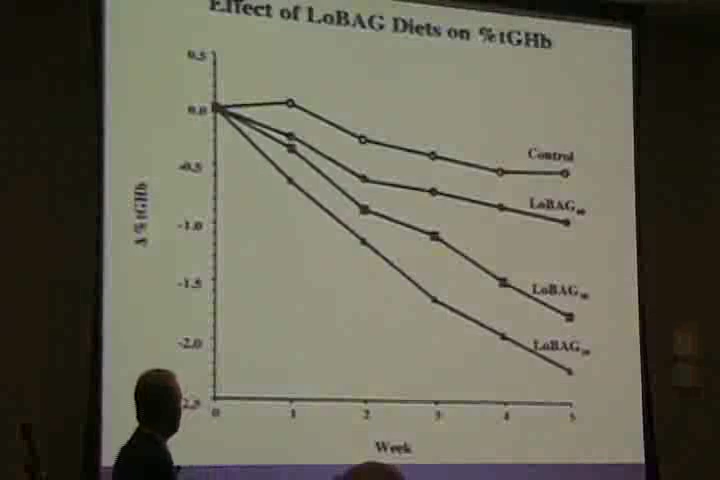 Effect of LoBAG Diets on %tGHb
0.5
0.0
-0.5
-1.0
-1.5
-2.0
2.5
Δ %tGHb
Control
LoBAG
LoBAG
LoBAG
0 1 2 3 4 5
Week